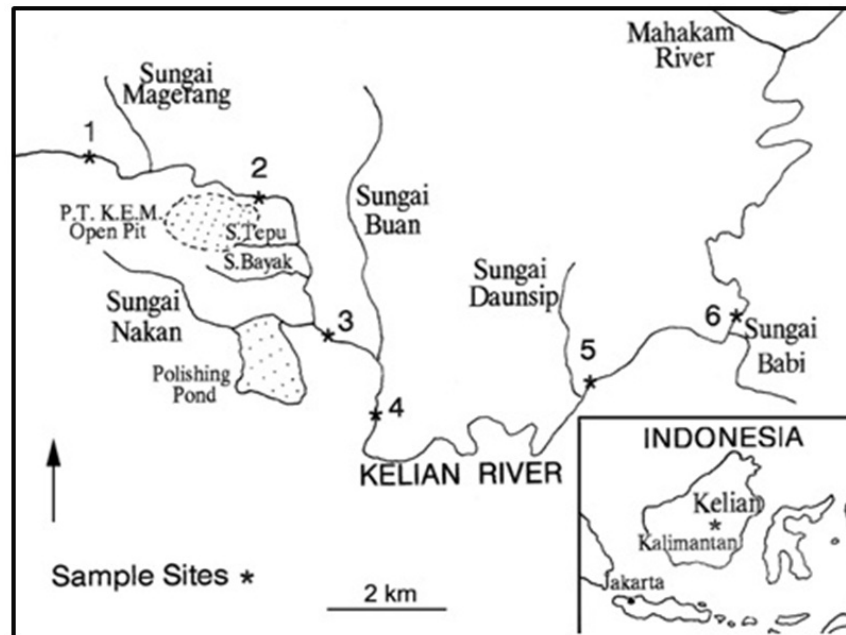 Mahakam
River
Sungai
Magerang
1
2
P.T. K.E.M.
Open Pit
S.Tepu
S.Bayak
Sungai
Buan
Sungai
Nakan
Sungai
Daunsip
3
Polishing
Pond
4
5
6
Sungai
Babi
KELIAN RIVER
Sample Sites *
2 km
INDONESIA
Kelian
*
Kalimantan
Jakarta